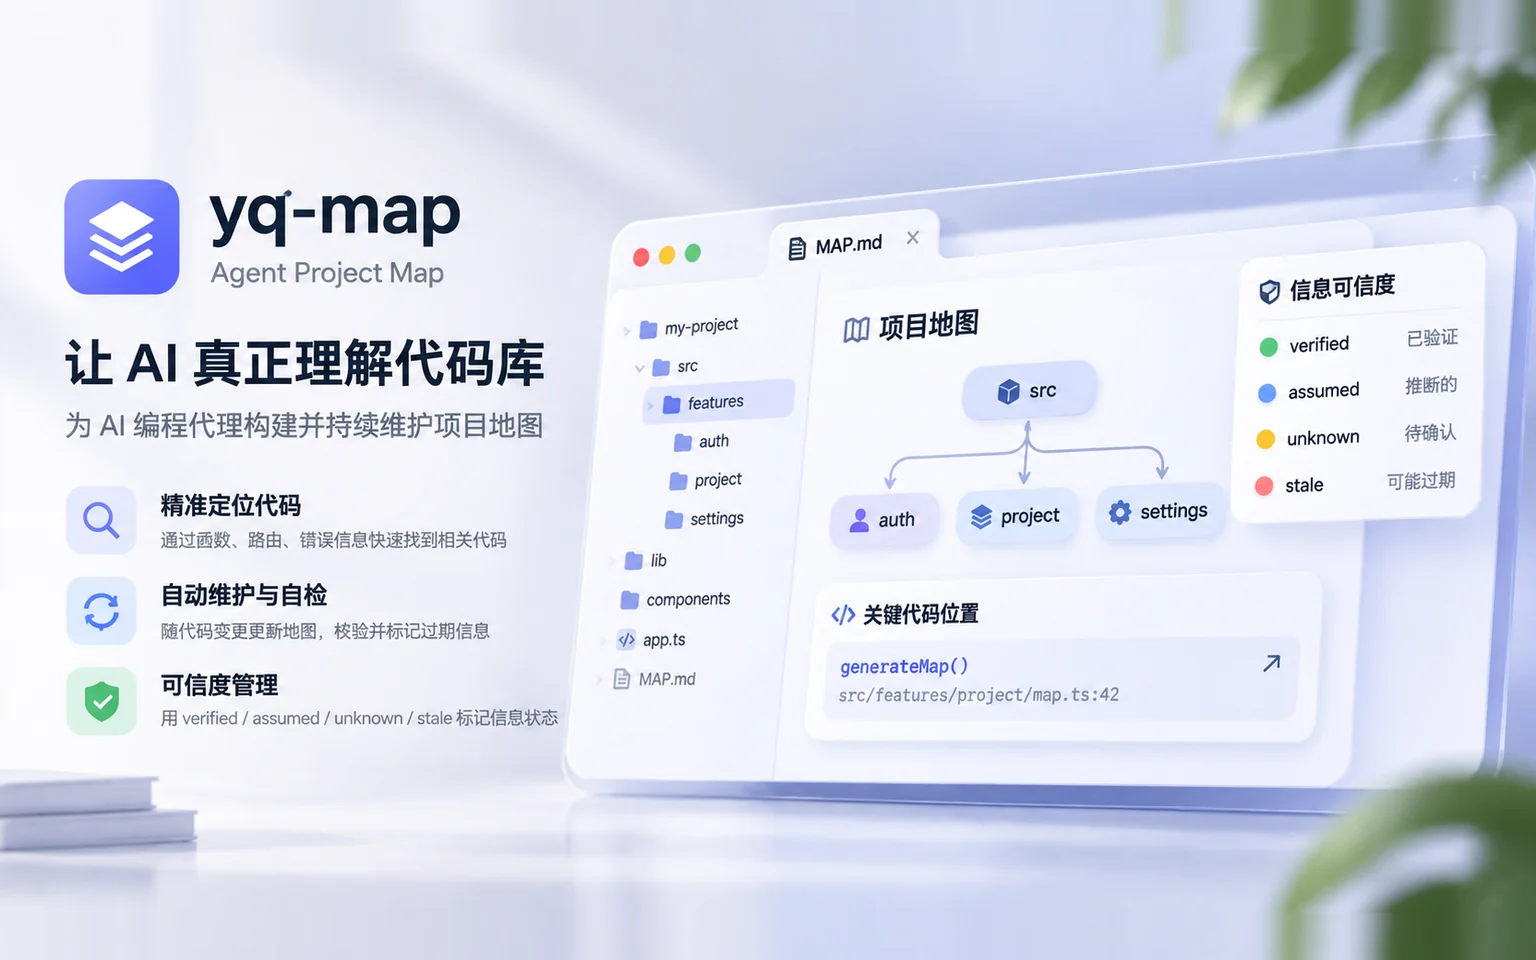 yq-map
Agent Project Map
让 AI 真正理解代码库
为 AI 编程代理构建并持续维护项目地图
精准定位代码
通过函数、路由、错误信息快速找到相关代码
自动维护与自检
随代码变更更新地图，校验并标记过期信息
可信度管理
用 verified / assumed / unknown / stale 标记信息状态
MAP.md
my-project
src
features
auth
project
settings
lib
components
app.ts
MAP.md
项目地图
src
auth
project
settings
关键代码位置
generateMap()
src/features/project/map.ts:42
信息可信度
verified 已验证
assumed 推断的
unknown 待确认
stale 可能过期